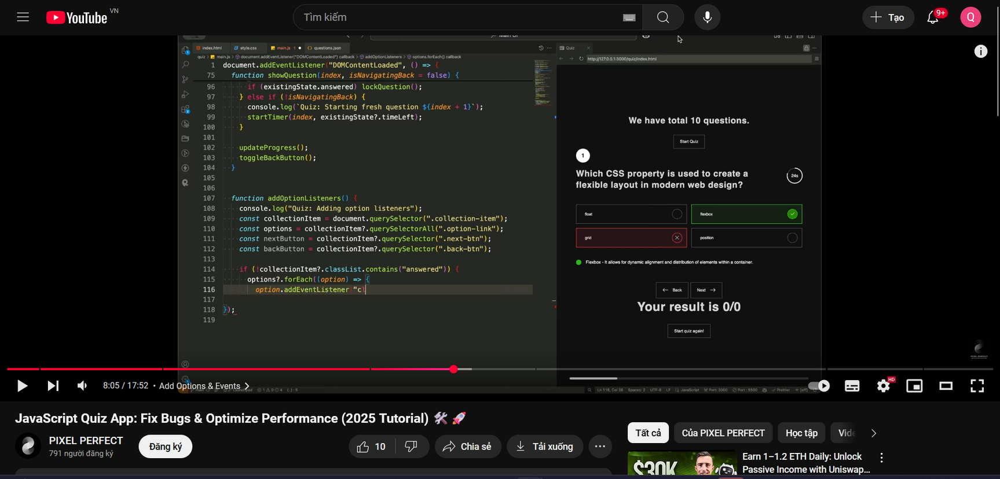 YouTube VN
Tìm kiếm
Tạo
9+
Q
index.html
style.css
main.js 1
questions.json
quiz > main.js > document.addEventListener("DOMContentLoaded") callback > addOptionListeners > options.forEach() callback
1 document.addEventListener("DOMContentLoaded", () => {
75 function showQuestion(index, isNavigatingBack = false) {
96 if (existingState.answered) lockQuestion();
97 } else if (!isNavigatingBack) {
98 console.log(`Quiz: Starting fresh question ${index + 1}`);
99 startTimer(index, existingState?.timeLeft);
100 }
101
102 updateProgress();
103 toggleBackButton();
104 }
105
106
107 function addOptionListeners() {
108 console.log("Quiz: Adding option listeners");
109 const collectionItem = document.querySelector(".collection-item");
110 const options = collectionItem?.querySelectorAll(".option-link");
111 const nextButton = collectionItem?.querySelector(".next-btn");
112 const backButton = collectionItem?.querySelector(".back-btn");
113
114 if (!collectionItem?.classList.contains("answered")) {
115 options?.forEach((option) => {
116 option.addEventListener "cl
117
118 });
119
Quiz
http://127.0.0.1:3000/quiz/index.html
We have total 10 questions.
Start Quiz
1
Which CSS property is used to create a
flexible layout in modern web design?
24s
float
flexbox
grid
position
Flexbox - It allows for dynamic alignment and distribution of elements within a container.
Back
Next
Your result is 0/0
Start quiz again!
PIXEL PERFECT
8:05 / 17:52 • Add Options & Events
HD
Ln 116, Col 38 Spaces: 2 UTF-8 LF JavaScript Port: 3000 Port : 5500 Prettier [off]
JavaScript Quiz App: Fix Bugs & Optimize Performance (2025 Tutorial) 🛠️ 🚀
PIXEL PERFECT
791 người đăng ký
Đăng ký
10
Chia sẻ
Tải xuống
Tất cả
Của PIXEL PERFECT
Học tập
$30K
Earn 1–1.2 ETH Daily: Unlock
Passive Income with Uniswap...